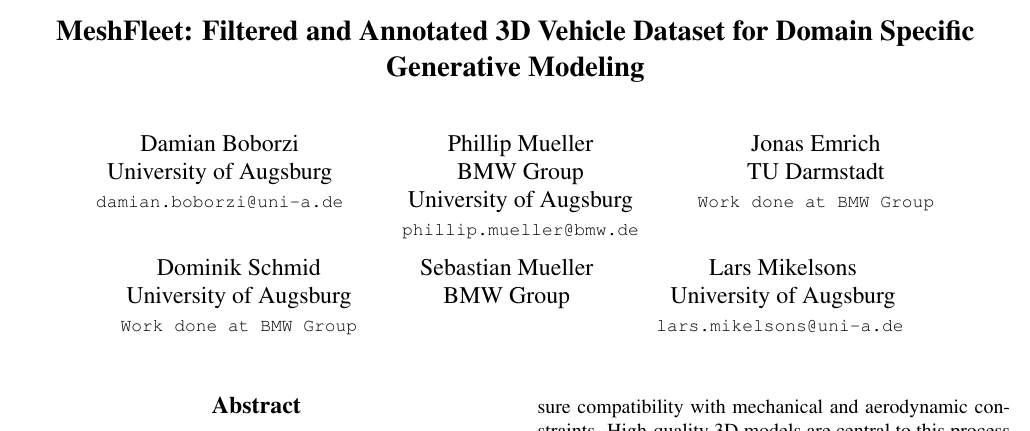 MeshFleet: Filtered and Annotated 3D Vehicle Dataset for Domain Specific
Generative Modeling
Damian Boborzi
University of Augsburg
damian.boborzi@uni-a.de
Phillip Mueller
BMW Group
University of Augsburg
phillip.mueller@bmw.de
Jonas Emrich
TU Darmstadt
Work done at BMW Group
Dominik Schmid
University of Augsburg
Work done at BMW Group
Sebastian Mueller
BMW Group
Lars Mikelsons
University of Augsburg
lars.mikelsons@uni-a.de
Abstract
sure compatibility with mechanical and aerodynamic con-
straints. High-quality 3D models are central to this process